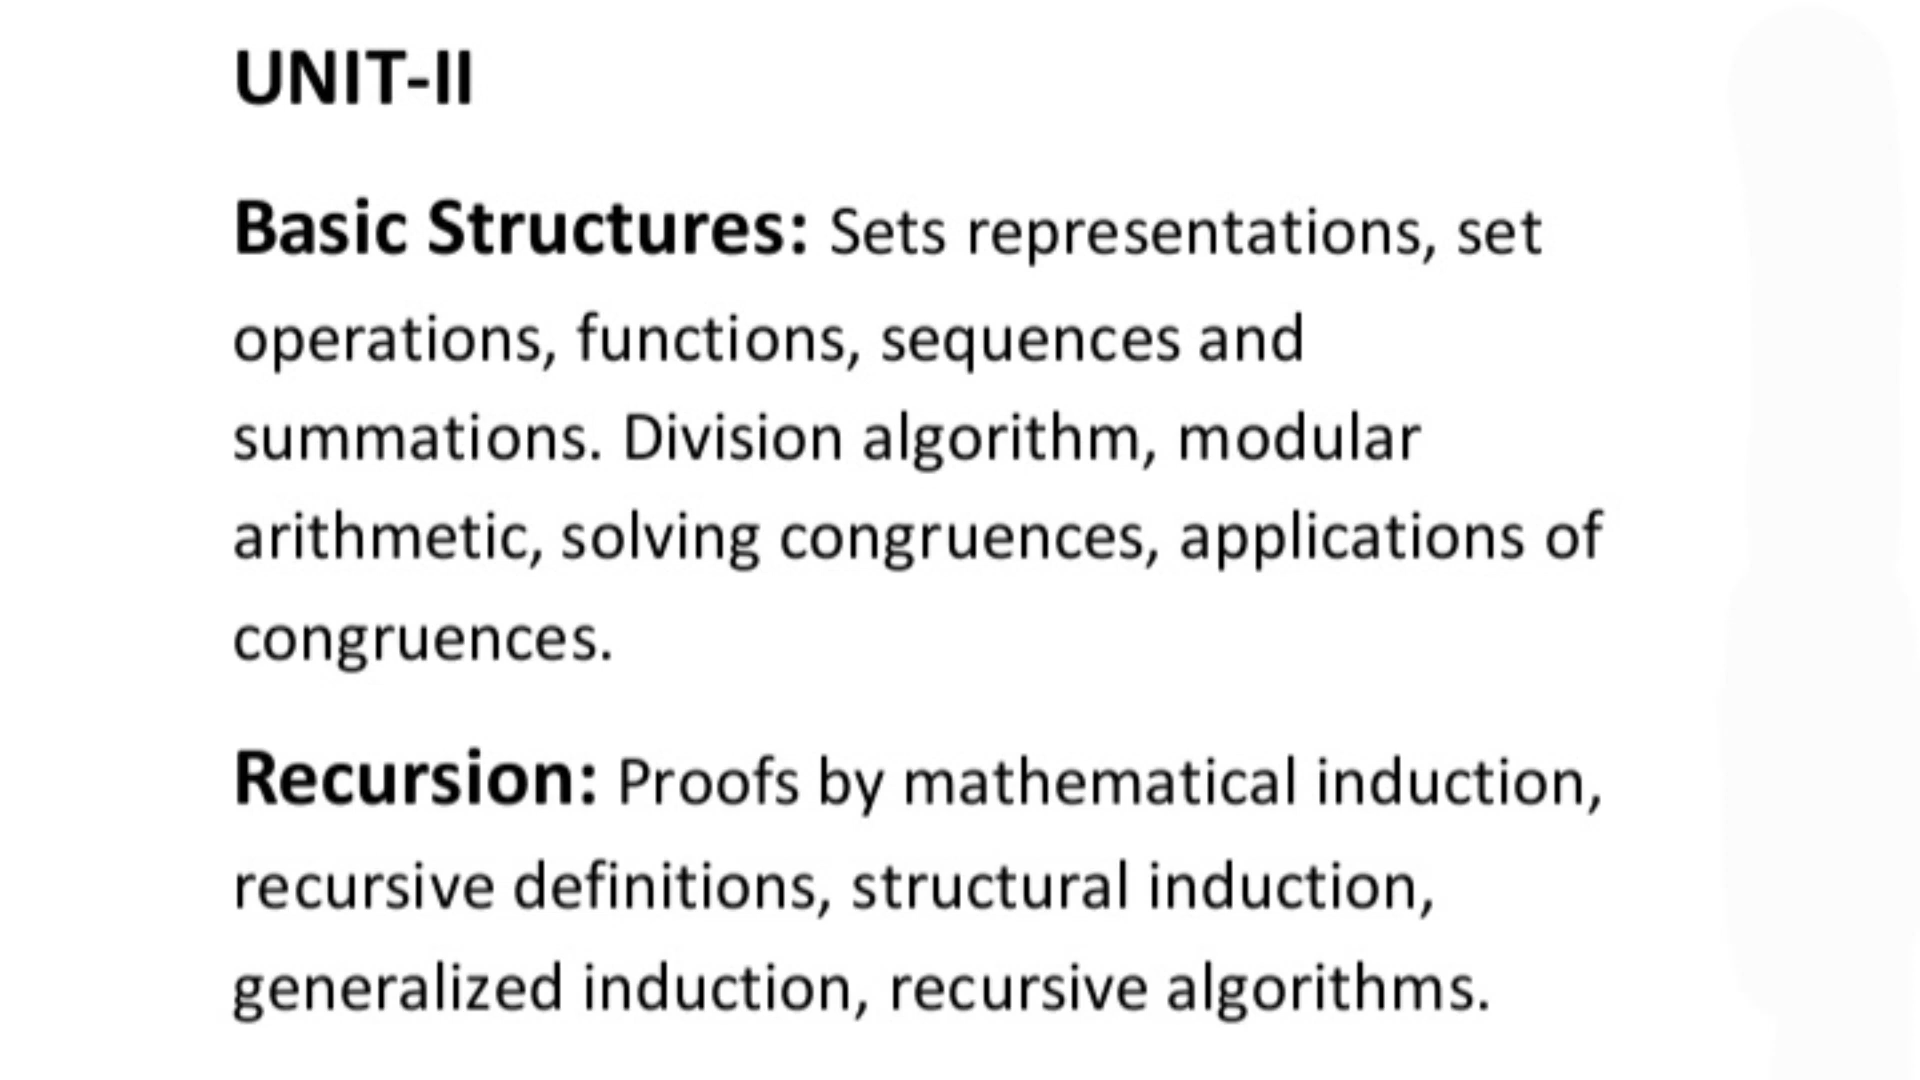 UNIT-II
Basic Structures: Sets representations, set
operations, functions, sequences and
summations. Division algorithm, modular
arithmetic, solving congruences, applications of
congruences.
Recursion: Proofs by mathematical induction,
recursive definitions, structural induction,
generalized induction, recursive algorithms.